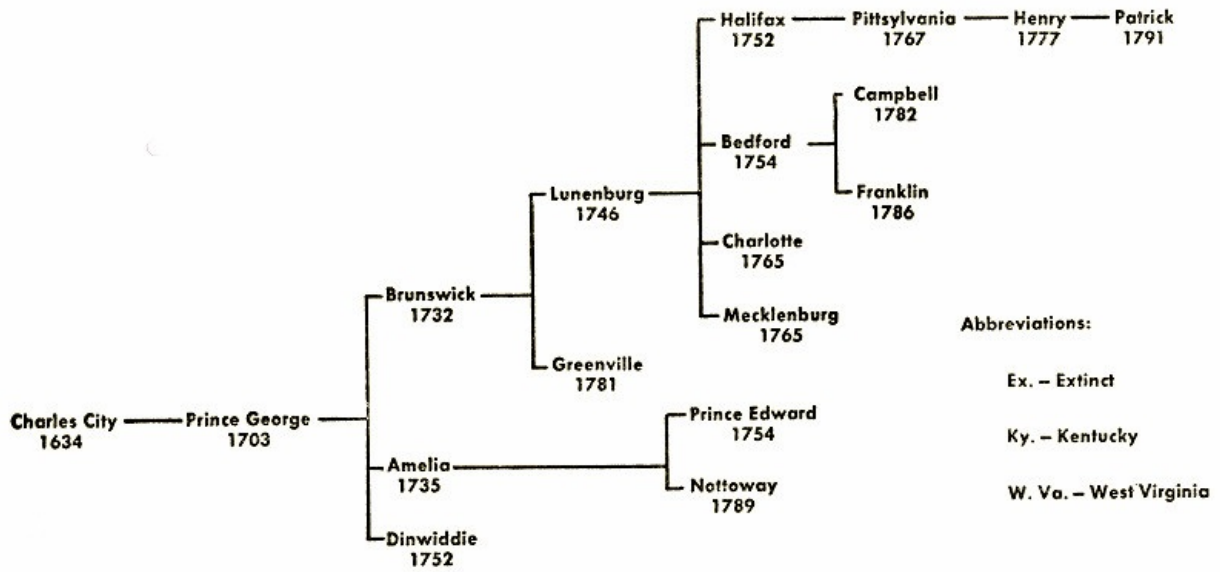 Halifax
1752
Pittsylvania
1767
Henry
1777
Patrick
1791
Campbell
1782
Bedford
1754
Franklin
1786
Lunenburg
1746
Charlotte
1765
Brunswick
1732
Mecklenburg
1765
Greenville
1781
Charles City
1634
Prince George
1703
Prince Edward
1754
Amelia
1735
Nottoway
1789
Dinwiddie
1752
Abbreviations:
Ex. – Extinct
Ky. – Kentucky
W. Va. – West Virginia